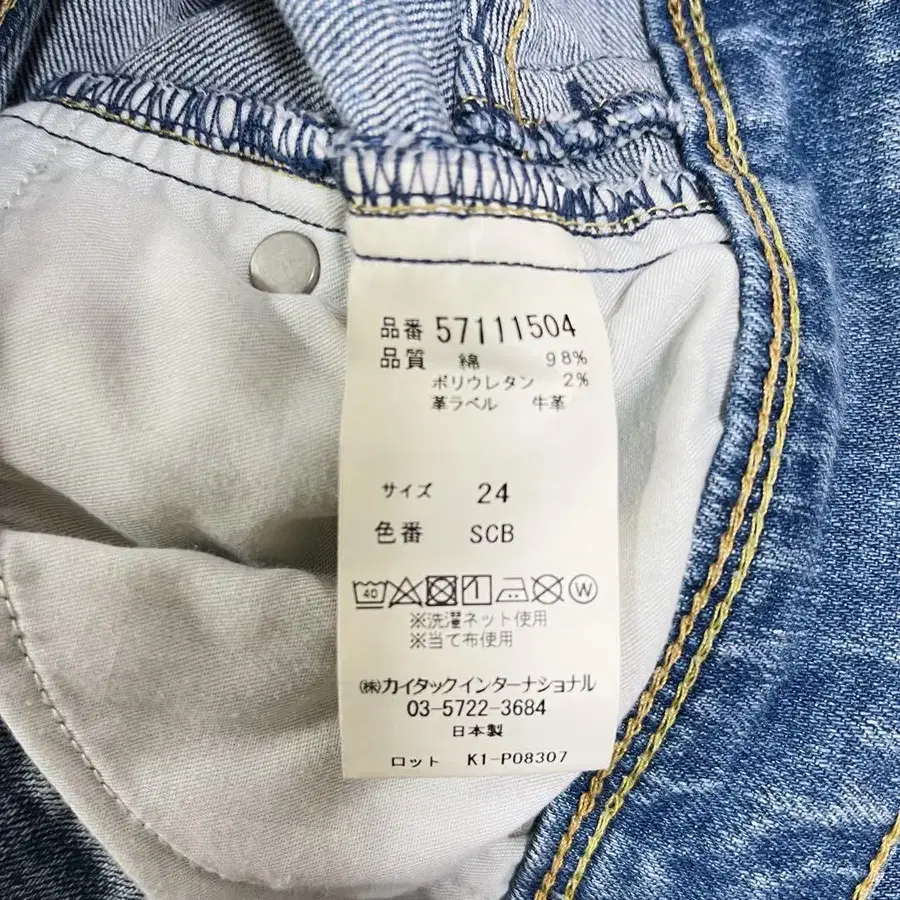 品番 57111504
品質 綿 98%
ポリウレタン 2%
革ラベル 牛革
サイズ 24
色番 SCB
40 W
※洗濯ネット使用
※当て布使用
㈱カイタックインターナショナル
03-5722-3684
日本製
ロット K1-P08307